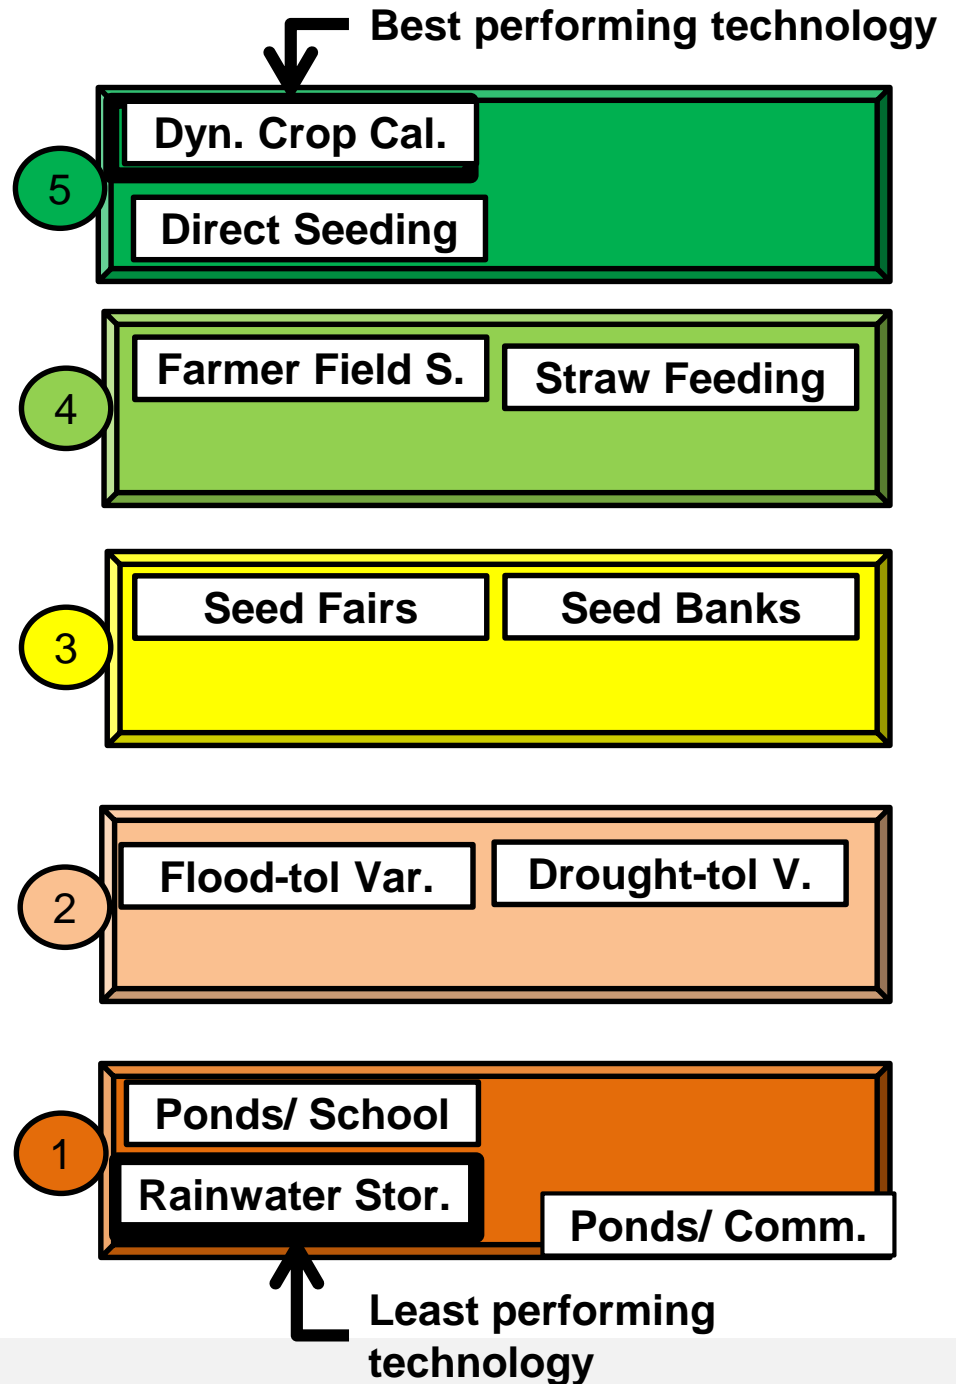 Best performing technology
Dyn. Crop Cal.
5
Direct Seeding
Farmer Field S.
Straw Feeding
4
Seed Fairs
Seed Banks
3
Flood-tol Var.
Drought-tol V.
2
Ponds/ School
1
Rainwater Stor.
Ponds/ Comm.
Least performing
technology